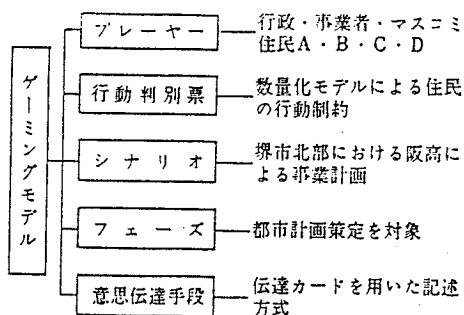 ゲーミングモデル
プレーヤー
行政・事業者・マスコミ
住民A・B・C・D
行動判別票
数量化モデルによる住民
の行動制約
シナリオ
堺市北部における阪高に
よる事業計画
フェーズ
都市計画策定を対象
意思伝達手段
伝達カードを用いた記述
方式